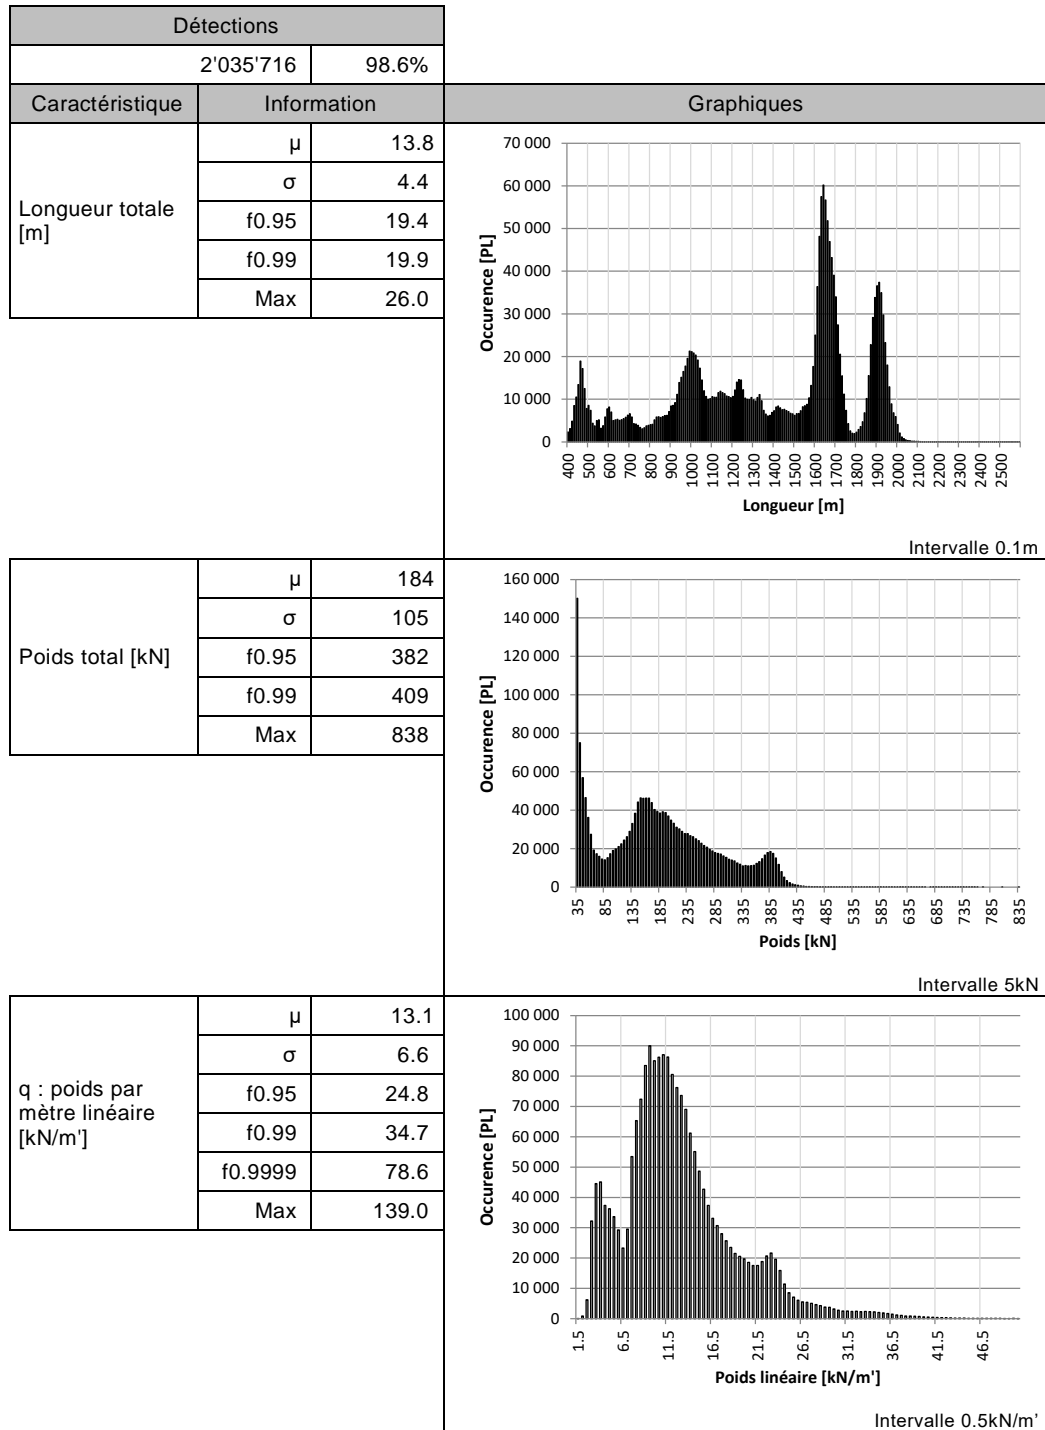 Détections
2'035'716 98.6%
Caractéristique Information Graphiques
Longueur totale [m]
μ 13.8
σ 4.4
f0.95 19.4
f0.99 19.9
Max 26.0
70 000
60 000
50 000
40 000
30 000
20 000
10 000
0
Occurence [PL]
400 500 600 700 800 900 1000 1100 1200 1300 1400 1500 1600 1700 1800 1900 2000 2100 2200 2300 2400 2500
Longueur [m]
Intervalle 0.1m
Poids total [kN]
μ 184
σ 105
f0.95 382
f0.99 409
Max 838
160 000
140 000
120 000
100 000
80 000
60 000
40 000
20 000
0
Occurence [PL]
35 85 135 185 235 285 335 385 435 485 535 585 635 685 735 785 835
Poids [kN]
Intervalle 5kN
q : poids par
mètre linéaire
[kN/m']
μ 13.1
σ 6.6
f0.95 24.8
f0.99 34.7
f0.9999 78.6
Max 139.0
100 000
90 000
80 000
70 000
60 000
50 000
40 000
30 000
20 000
10 000
0
Occurence [PL]
1.5 6.5 11.5 16.5 21.5 26.5 31.5 36.5 41.5 46.5
Poids linéaire [kN/m']
Intervalle 0.5kN/m’